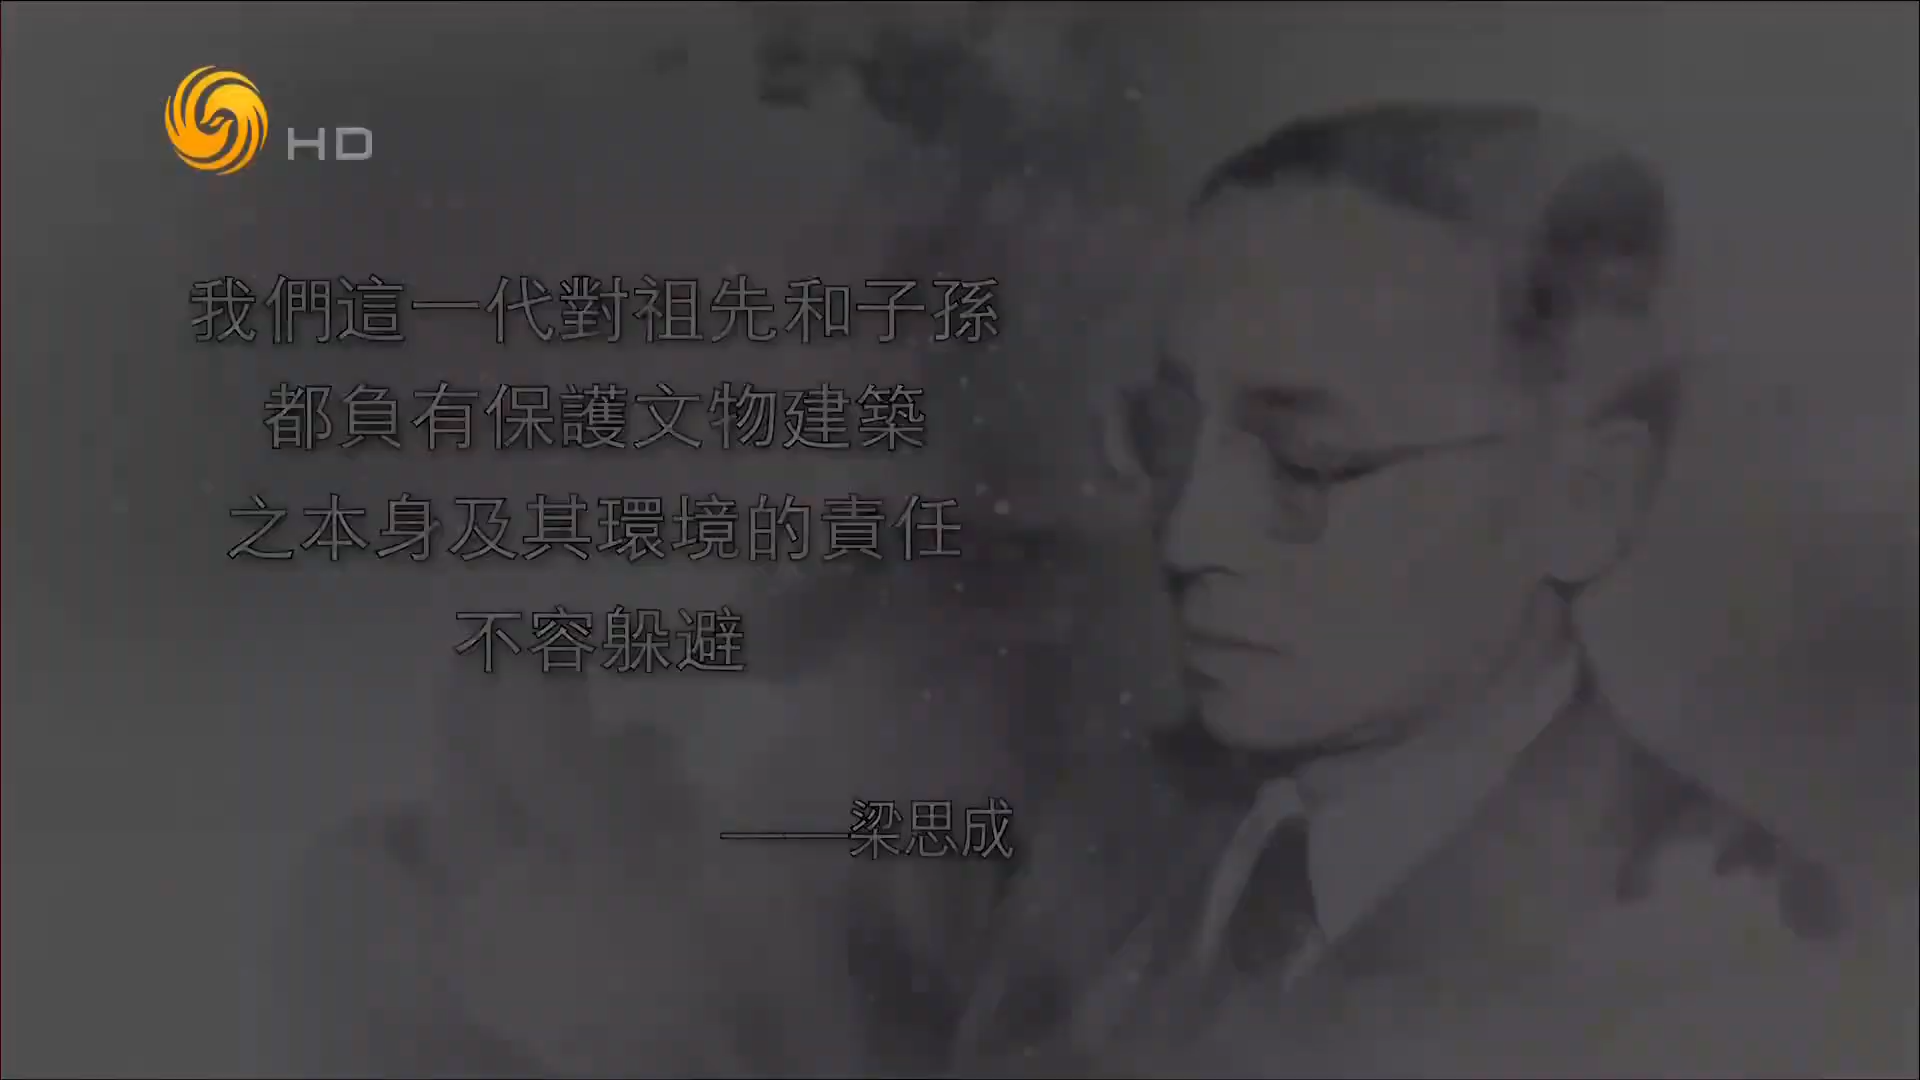 HD
我們這一代對祖先和子孫
都負有保護文物建築
之本身及其環境的責任
不容躲避
——梁思成